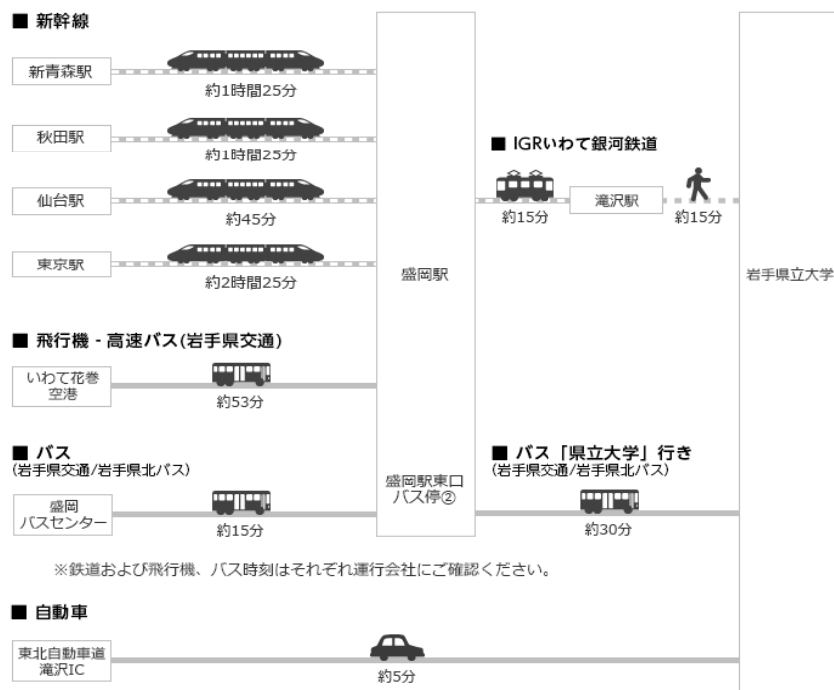 ■ 新幹線
新青森駅
約1時間25分
秋田駅
約1時間25分
仙台駅
約45分
東京駅
約2時間25分
盛岡駅
■ IGRいわて銀河鉄道
約15分
滝沢駅
約15分
岩手県立大学
■ 飛行機 - 高速バス(岩手県交通)
いわて花巻
空港
約53分
■ バス
(岩手県交通/岩手県北バス)
盛岡
バスセンター
約15分
盛岡駅東口
バス停②
■ バス「県立大学」行き
(岩手県交通/岩手県北バス)
約30分
※鉄道および飛行機、バス時刻はそれぞれ運行会社にご確認ください。
■ 自動車
東北自動車道
滝沢IC
約5分